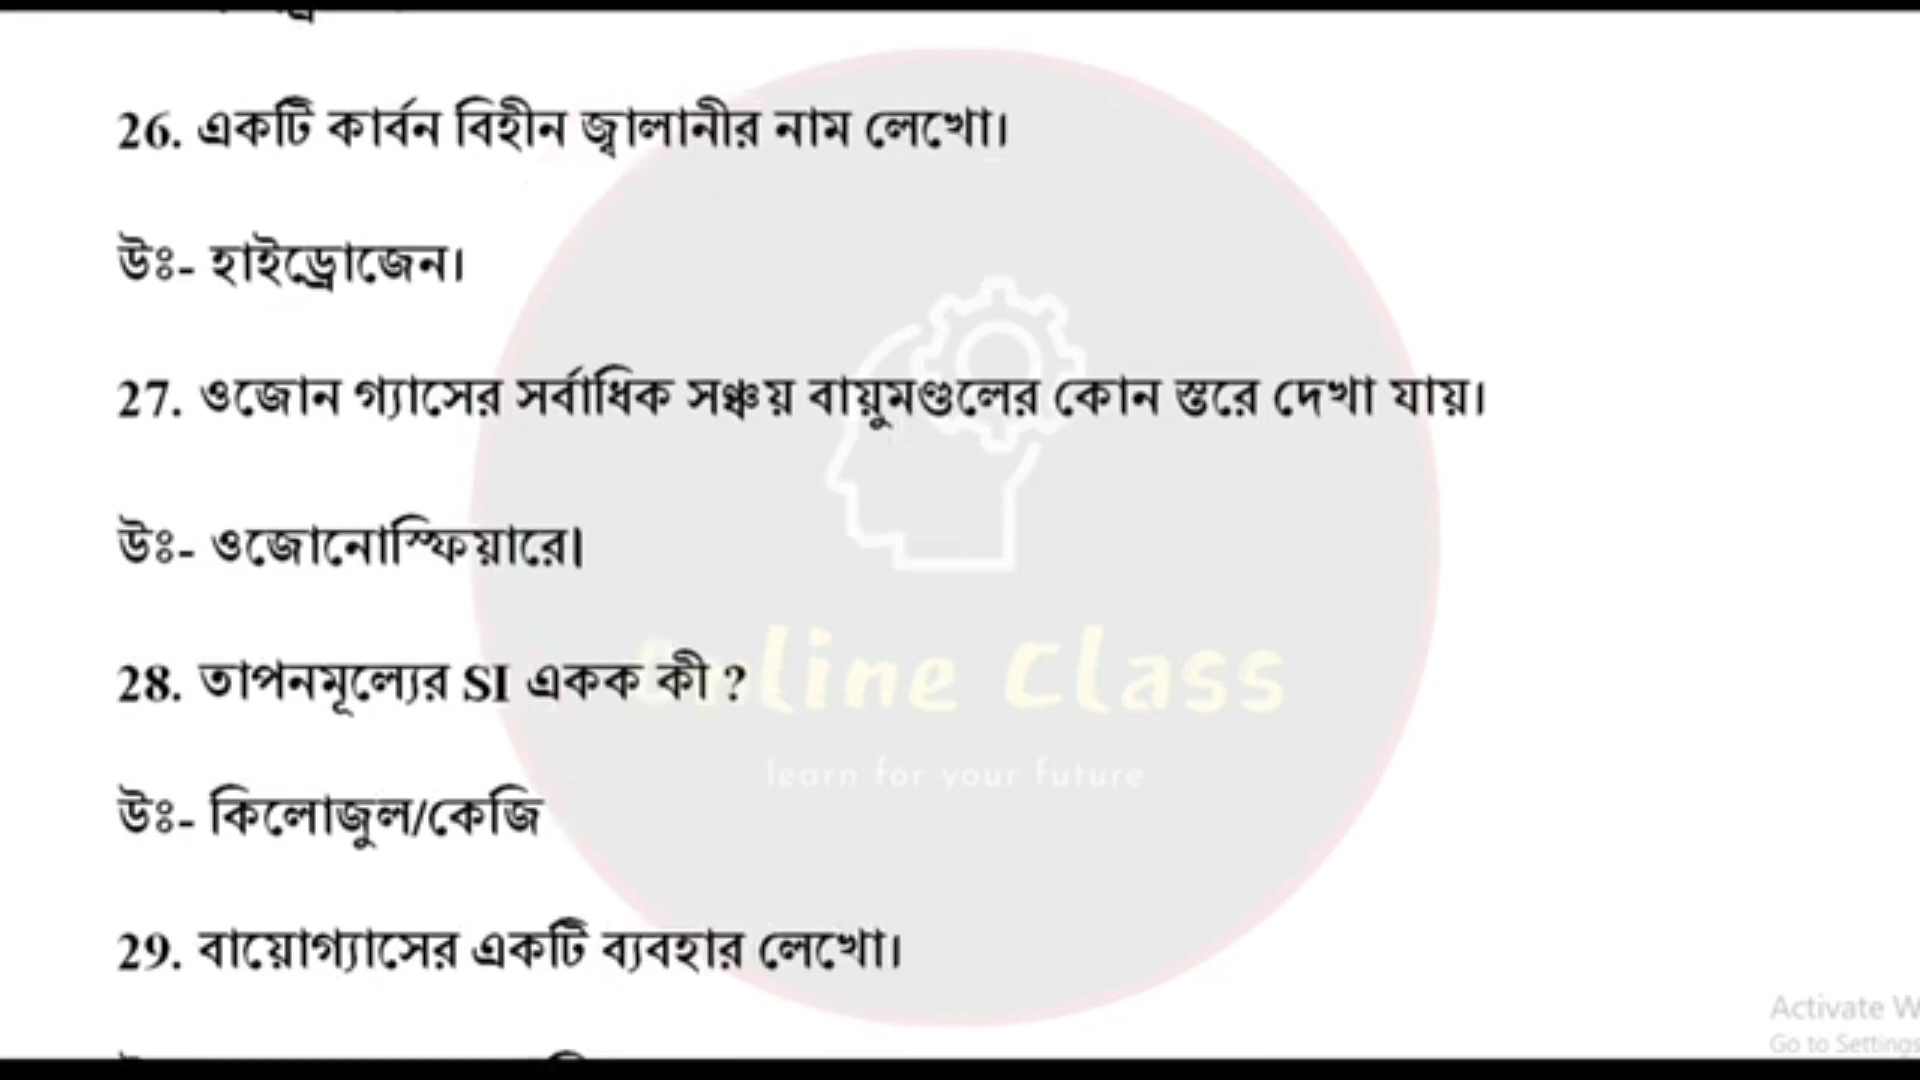 26. একটি কার্বন বিহীন জ্বালানীর নাম লেখো।
উঃ- হাইড্রোজেন।
27. ওজোন গ্যাসের সর্বাধিক সঞ্চয় বায়ুমণ্ডলের কোন স্তরে দেখা যায়।
উঃ- ওজোনোস্ফিয়ারে।
28. তাপনমূল্যের SI একক কী ?
Online Class
learn for your future
উঃ- কিলোজুল/কেজি
29. বায়োগ্যাসের একটি ব্যবহার লেখো।
Activate W
Go to Settings